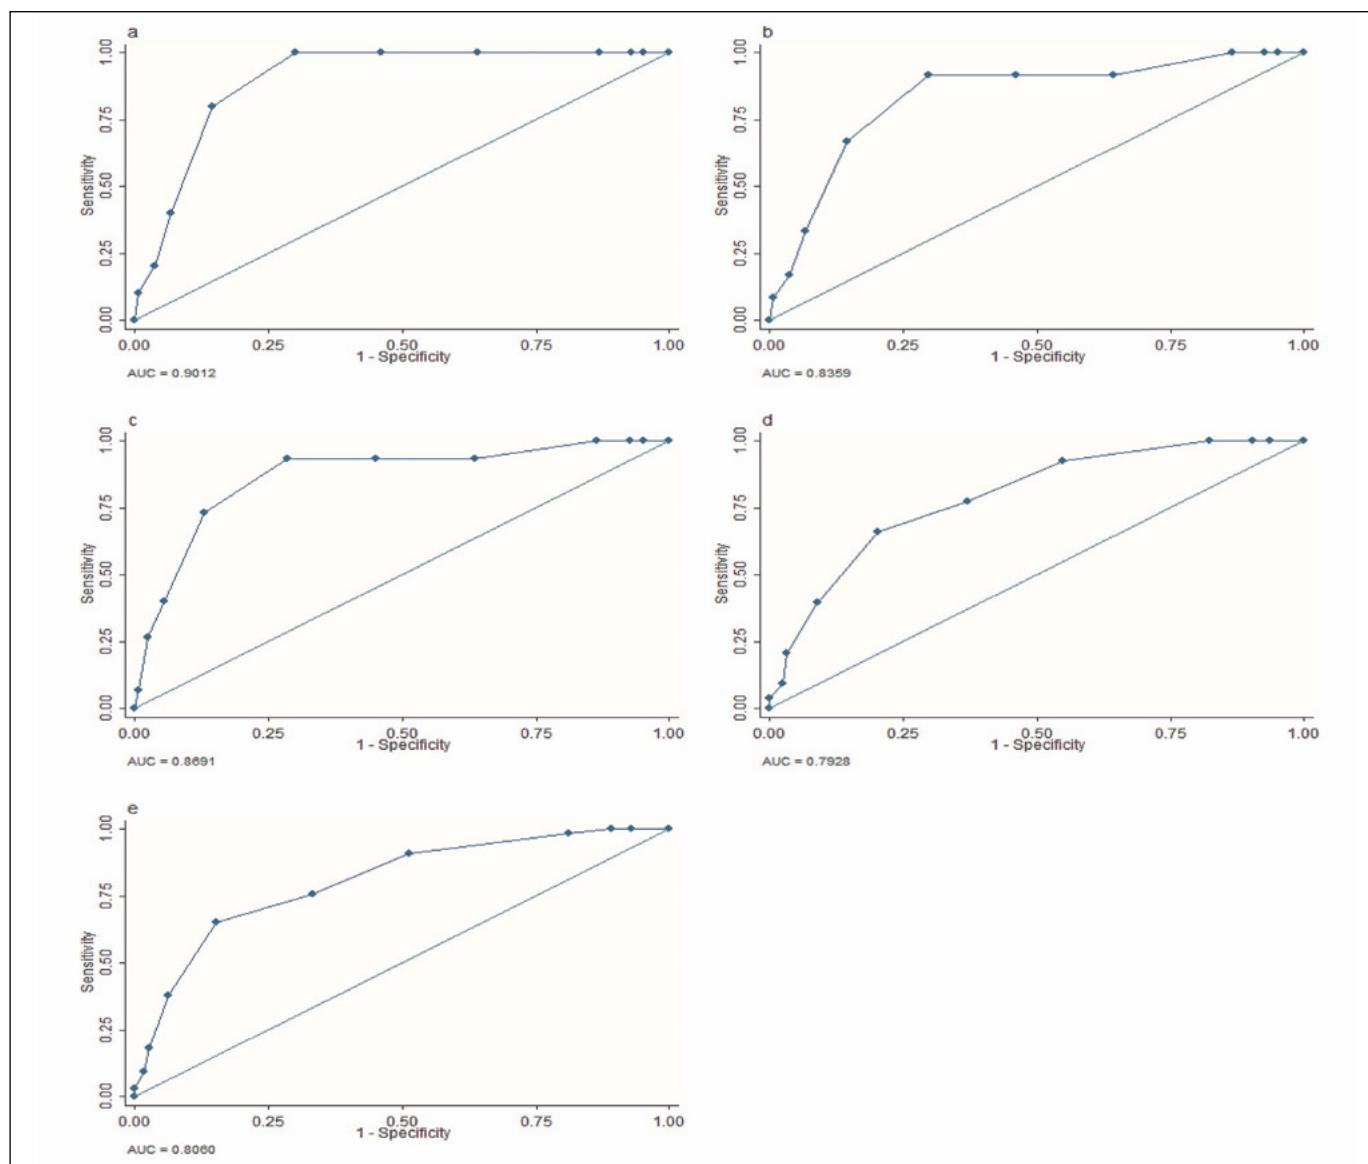 a
1.00
0.75
Sensitivity
0.50
0.25
0.00
0.00 0.25 0.50 0.75 1.00
1 - Specificity
AUC = 0.9012
b
1.00
0.75
Sensitivity
0.50
0.25
0.00
0.00 0.25 0.50 0.75 1.00
1 - Specificity
AUC = 0.8359
c
1.00
0.75
Sensitivity
0.50
0.25
0.00
0.00 0.25 0.50 0.75 1.00
1 - Specificity
AUC = 0.8691
d
1.00
0.75
Sensitivity
0.50
0.25
0.00
0.00 0.25 0.50 0.75 1.00
1 - Specificity
AUC = 0.7928
e
1.00
0.75
Sensitivity
0.50
0.25
0.00
0.00 0.25 0.50 0.75 1.00
1 - Specificity
AUC = 0.8060